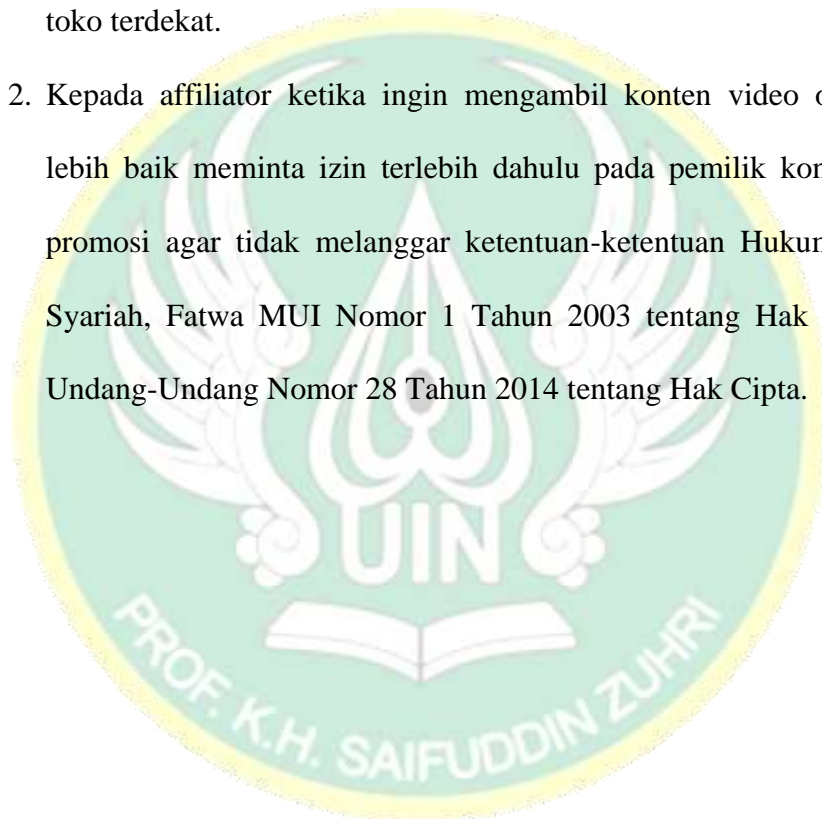 toko terdekat.
2. Kepada affiliator ketika ingin mengambil konten video
lebih baik meminta izin terlebih dahulu pada pemilik
promosi agar tidak melanggar ketentuan-ketentuan
Syariah, Fatwa MUI Nomor 1 Tahun 2003 tentang Hak
Undang-Undang Nomor 28 Tahun 2014 tentang Hak Cipta.
UIN
PROF. K.H. SAIFUDDIN ZUHRI